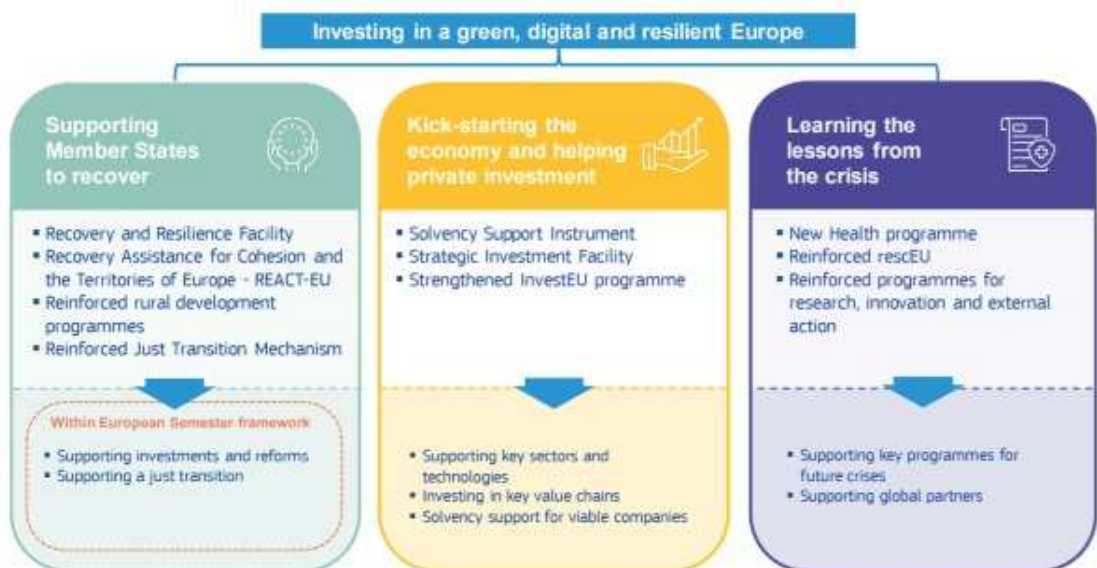 Investing in a green, digital and resilient Europe
Supporting
Member States
to recover
▪ Recovery and Resilience Facility
▪ Recovery Assistance for Cohesion and
the Territories of Europe - REACT-EU
▪ Reinforced rural development
programmes
▪ Reinforced Just Transition Mechanism
Within European Semester framework
▪ Supporting investments and reforms
▪ Supporting a just transition
Kick-starting the
economy and helping
private investment
▪ Solvency Support Instrument
▪ Strategic Investment Facility
▪ Strengthened InvestEU programme
▪ Supporting key sectors and
technologies
▪ Investing in key value chains
▪ Solvency support for viable companies
Learning the
lessons from
the crisis
▪ New Health programme
▪ Reinforced rescEU
▪ Reinforced programmes for
research, innovation and external
action
▪ Supporting key programmes for
future crises
▪ Supporting global partners